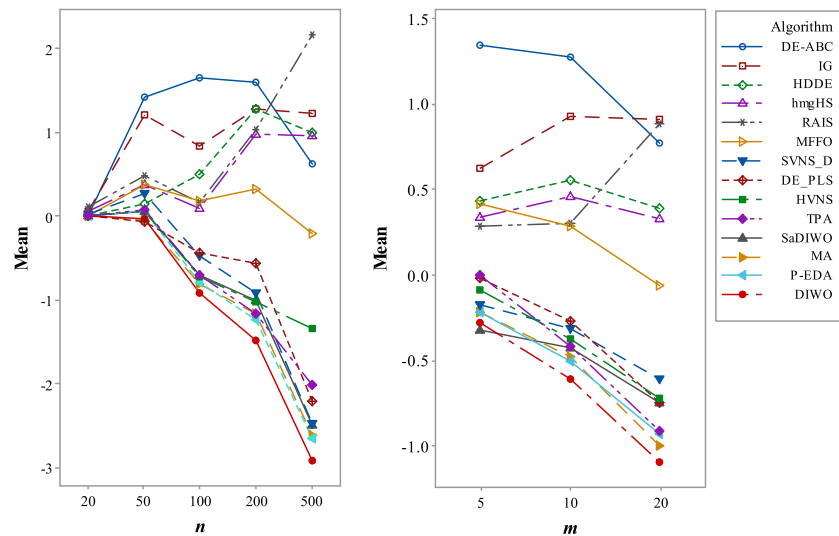 2
1
0
-1
-2
-3
Mean
20 50 100 200 500
n
1.5
1.0
0.5
0.0
-0.5
-1.0
Mean
5 10 20
m
Algorithm
DE-ABC
IG
HDDE
hmgHS
RAIS
MFFO
SVNS_D
DE_PLS
HVNS
TPA
SaDIWO
MA
P-EDA
DIWO